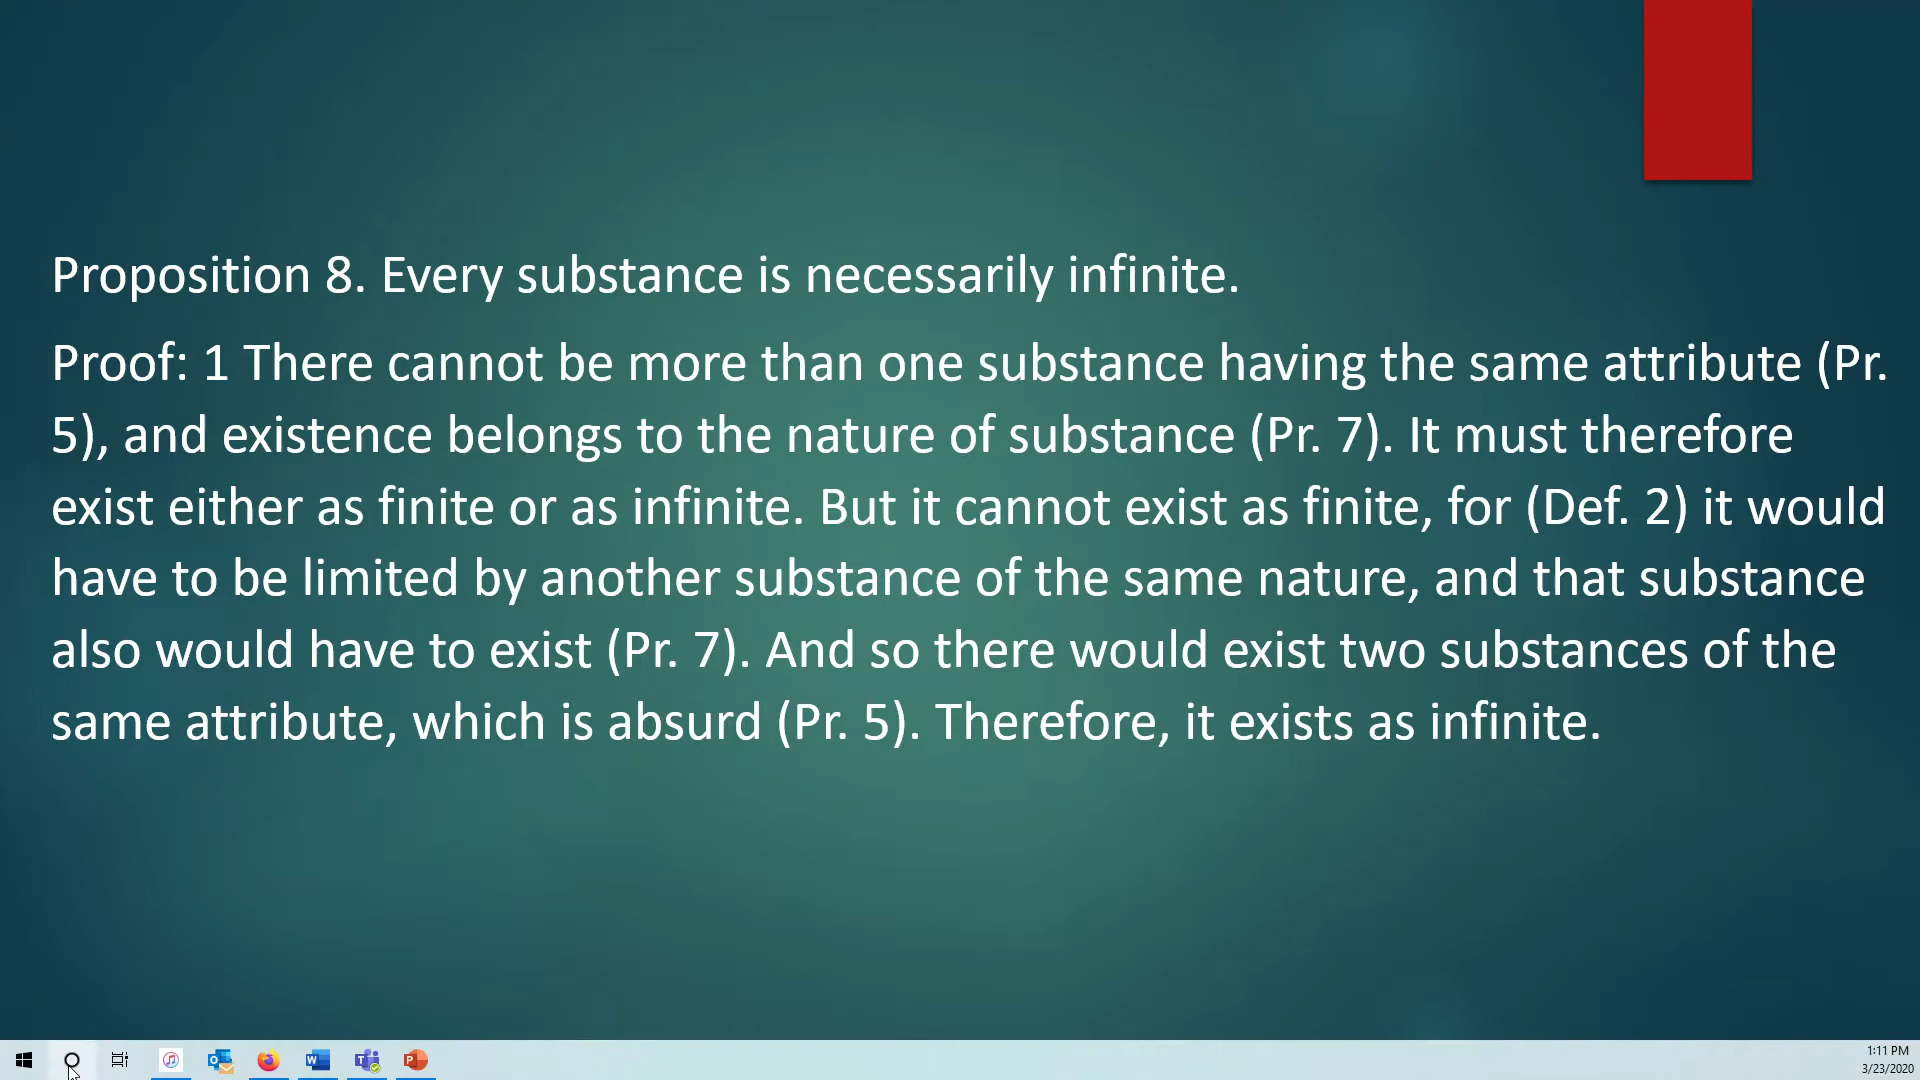 Proposition 8. Every substance is necessarily infinite.
Proof: 1 There cannot be more than one substance having the same attribute (Pr.
5), and existence belongs to the nature of substance (Pr. 7). It must therefore
exist either as finite or as infinite. But it cannot exist as finite, for (Def. 2) it would
have to be limited by another substance of the same nature, and that substance
also would have to exist (Pr. 7). And so there would exist two substances of the
same attribute, which is absurd (Pr. 5). Therefore, it exists as infinite.
1:11 PM
3/23/2020